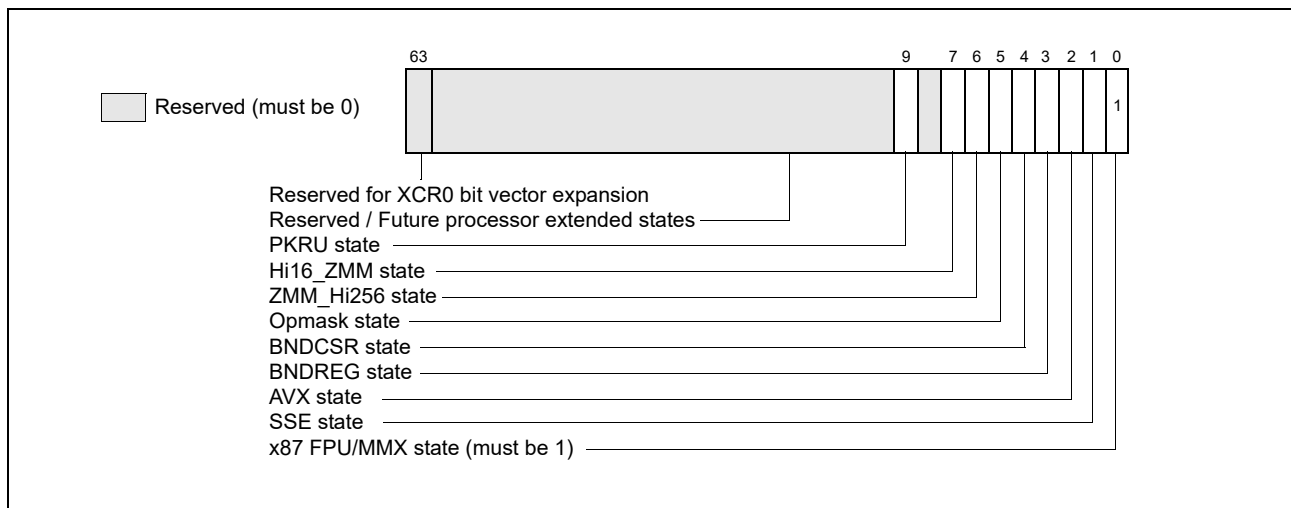 63 9 7 6 5 4 3 2 1 0
Reserved (must be 0)
1
Reserved for XCR0 bit vector expansion
Reserved / Future processor extended states
PKRU state
Hi16_ZMM state
ZMM_Hi256 state
Opmask state
BNDCSR state
BNDREG state
AVX state
SSE state
x87 FPU/MMX state (must be 1)